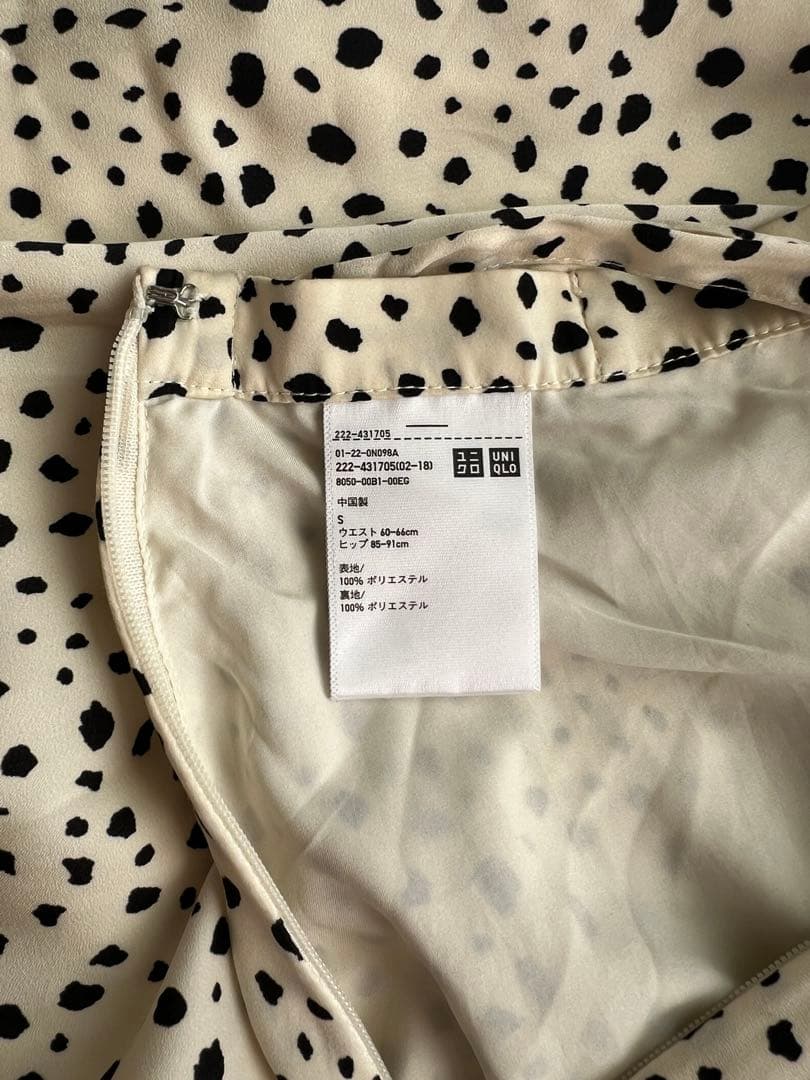 222-431705
01-22-0N098A
222-431705(02-18)
8050-00B1-00EG
ユニ
クロ
UNI
QLO
中国製
S
ウエスト 60-66cm
ヒップ 85-91cm
表地/
100% ポリエステル
裏地/
100% ポリエステル